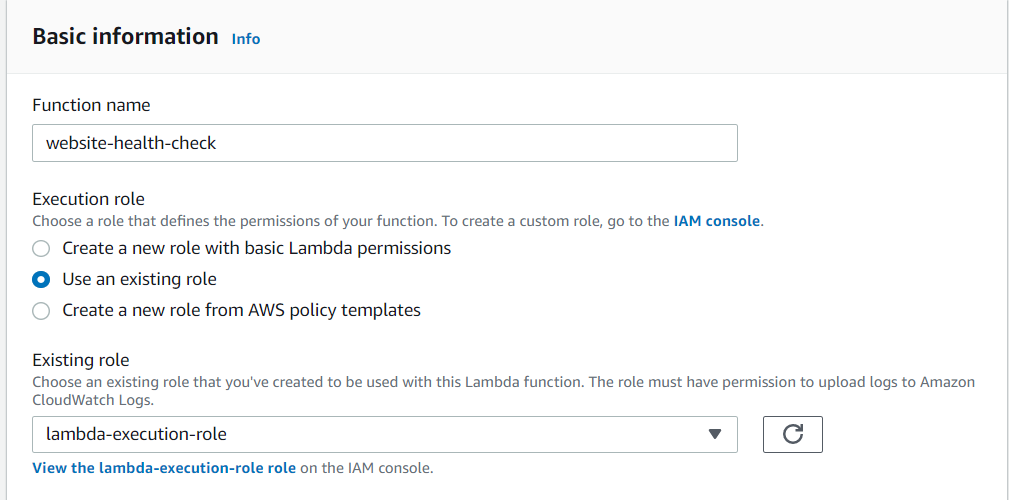 Basic information Info
Function name
website-health-check
Execution role
Choose a role that defines the permissions of your function. To create a custom role, go to the IAM console.
Create a new role with basic Lambda permissions
Use an existing role
Create a new role from AWS policy templates
Existing role
Choose an existing role that you've created to be used with this Lambda function. The role must have permission to upload logs to Amazon
CloudWatch Logs.
lambda-execution-role
View the lambda-execution-role role on the IAM console.